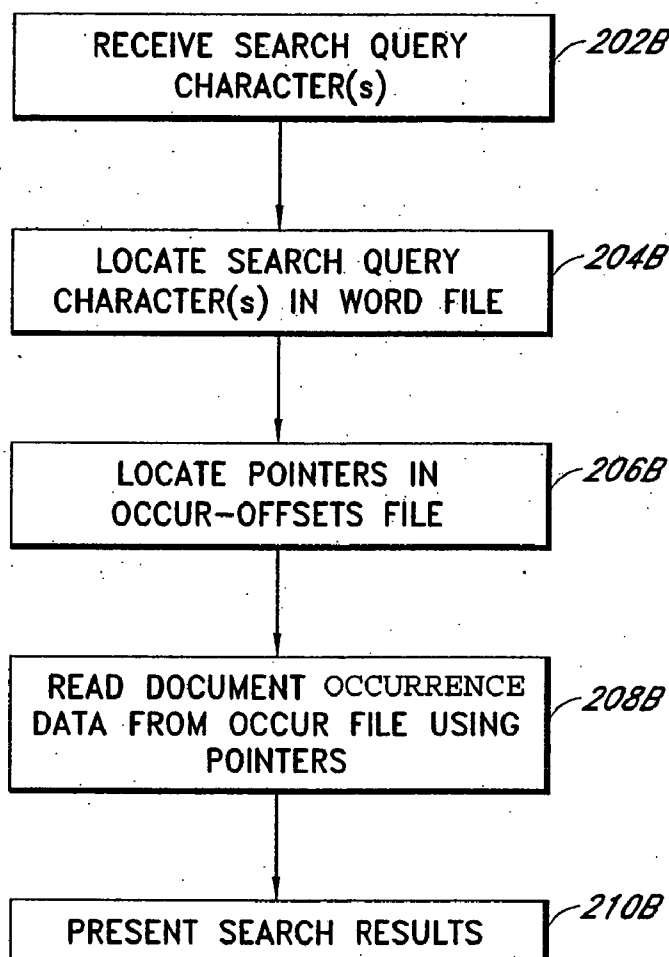 RECEIVE SEARCH QUERY
CHARACTER(s)
202B
LOCATE SEARCH QUERY
CHARACTER(s) IN WORD FILE
204B
LOCATE POINTERS IN
OCCUR-OFFSETS FILE
206B
READ DOCUMENT OCCURRENCE
DATA FROM OCCUR FILE USING
POINTERS
208B
PRESENT SEARCH RESULTS
210B